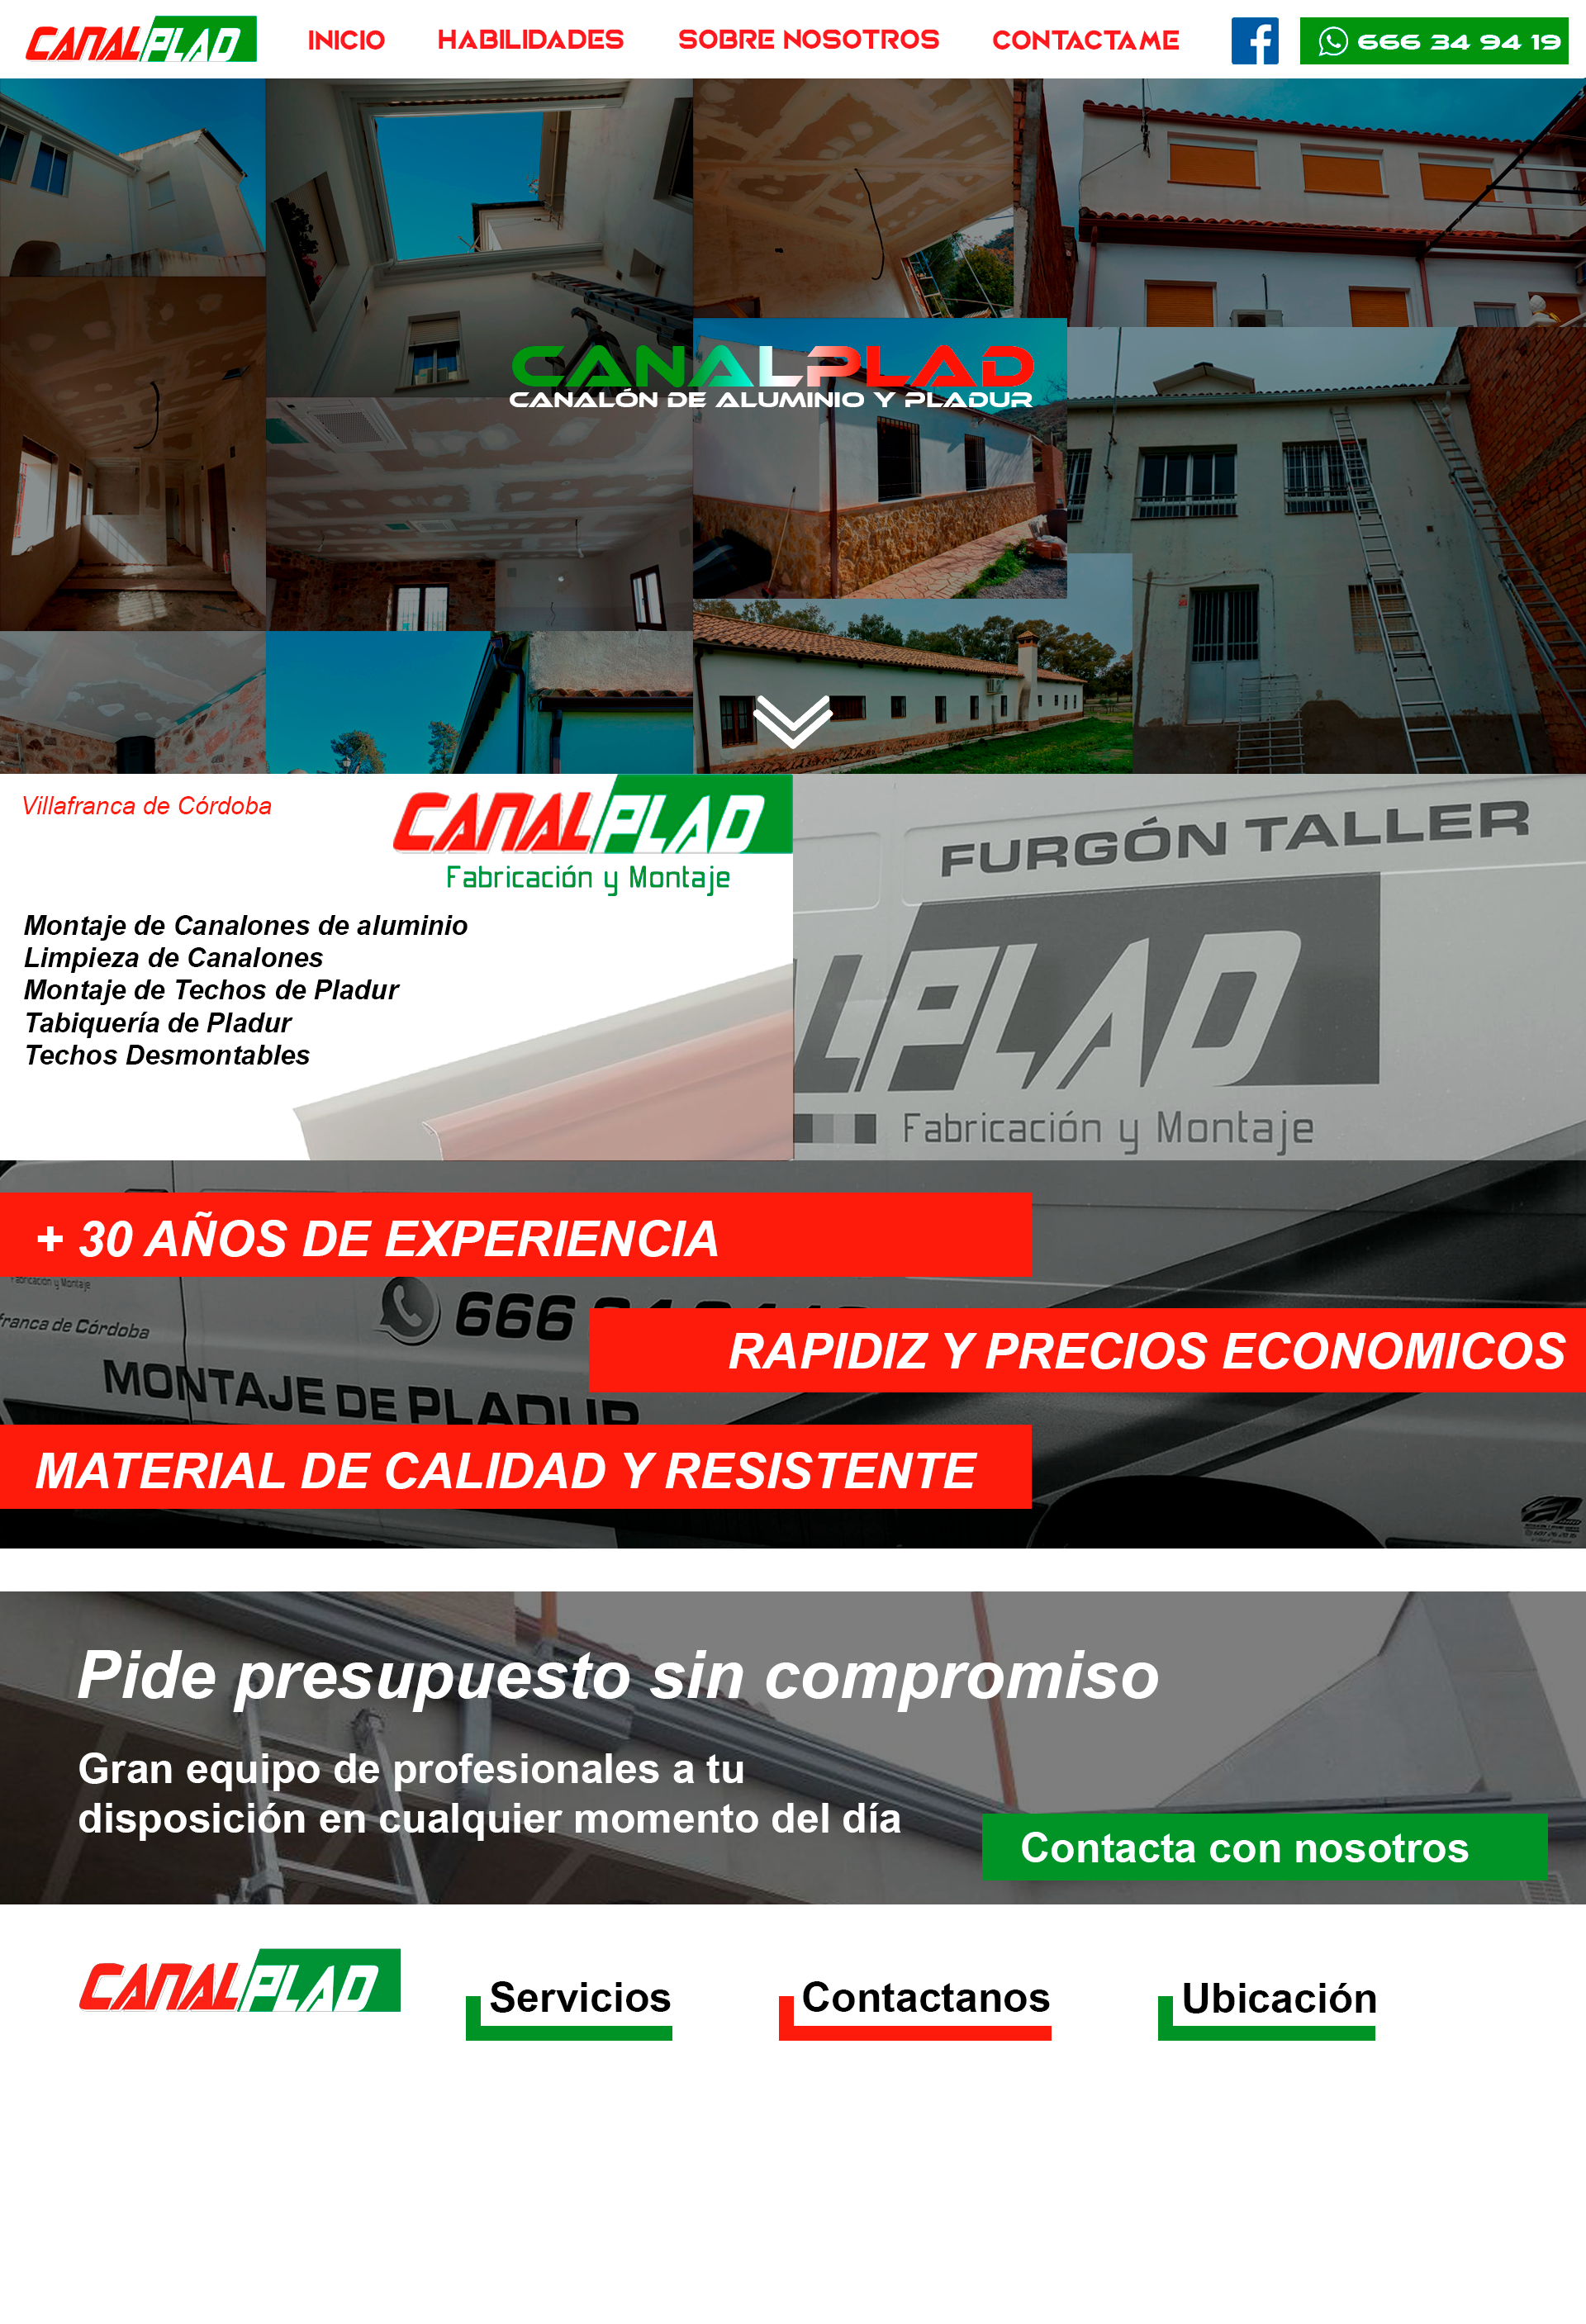 CANALPLAD
INICIO
HABILIDADES
SOBRE NOSOTROS
CONTACTAME
666 34 94 19
CANALPLAD
CANALÓN DE ALUMINIO Y PLADUR
Villafranca de Córdoba
CANALPLAD
Fabricación y Montaje
Montaje de Canalones de aluminio
Limpieza de Canalones
Montaje de Techos de Pladur
Tabiquería de Pladur
Techos Desmontables
FURGÓN TALLER
LPLAD
Fabricación y Montaje
+ 30 AÑOS DE EXPERIENCIA
Fabricación y Montaje
franca de Córdoba
666
RAPIDIZ Y PRECIOS ECONOMICOS
MONTAJE DE PLADUR
MATERIAL DE CALIDAD Y RESISTENTE
Pide presupuesto sin compromiso
Gran equipo de profesionales a tu
disposición en cualquier momento del día
Contacta con nosotros
CANALPLAD
Servicios
Contactanos
Ubicación